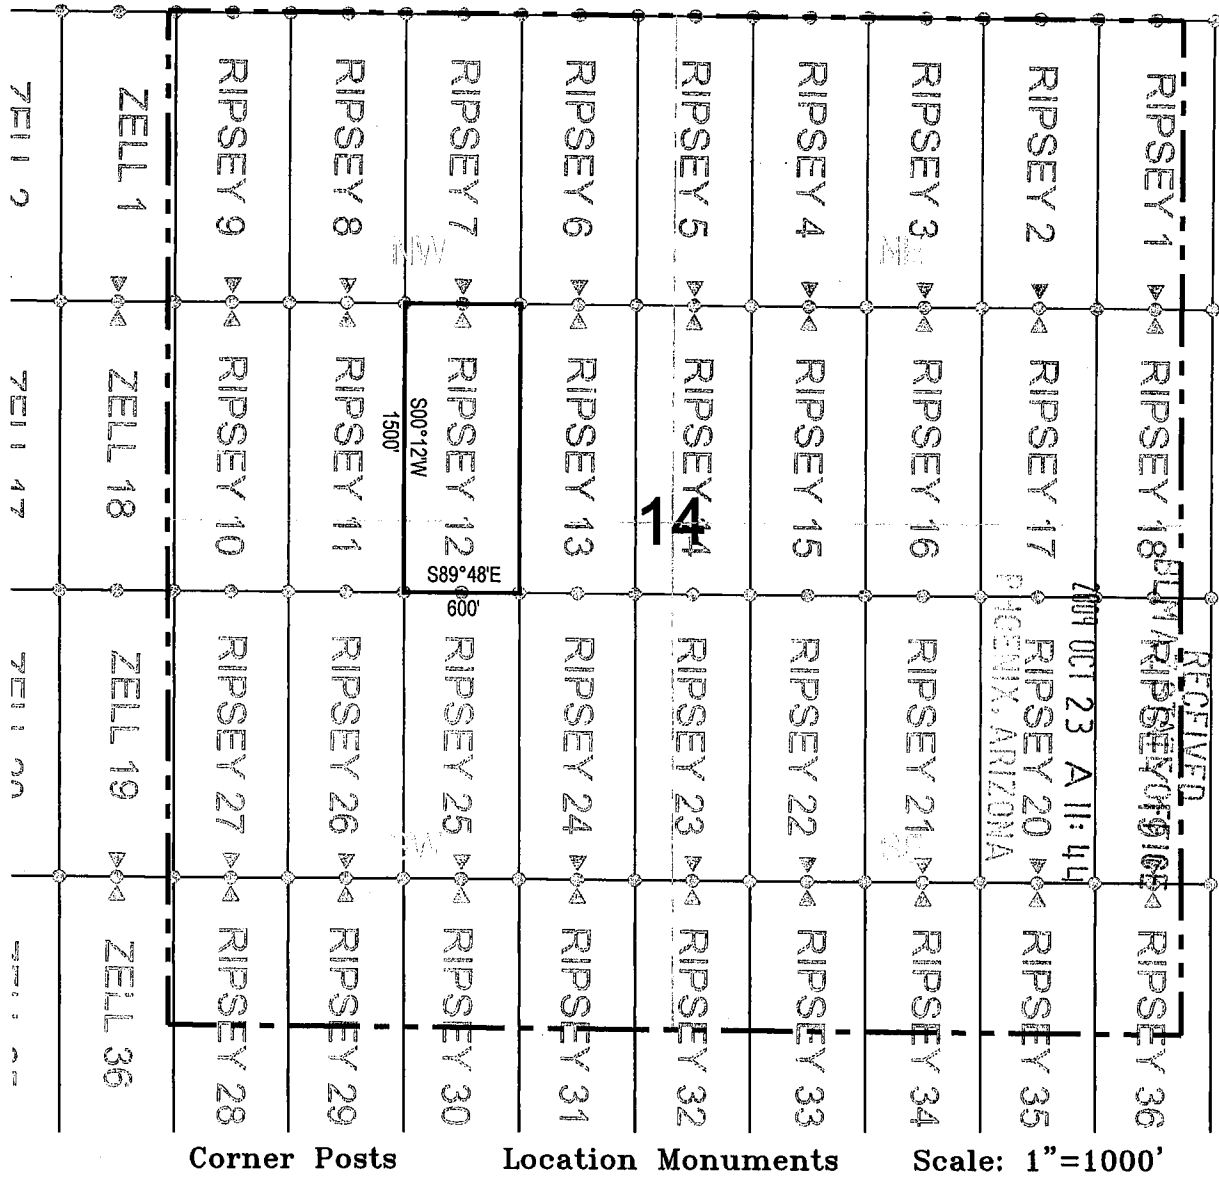 ZELL 1
RIPSEY 9
RIPSEY 8
RIPSEY 7
RIPSEY 6
RIPSEY 5
RIPSEY 4
RIPSEY 3
RIPSEY 2
RIPSEY 1
NW
ZELL 18
RIPSEY 10
RIPSEY 11
RIPSEY 12
RIPSEY 13
RIPSEY 14
RIPSEY 15
RIPSEY 16
RIPSEY 17
RIPSEY 18
S00°12'W
1500'
14
S89°48'E
600'
ZELL 19
RIPSEY 27
RIPSEY 26
RIPSEY 25
RIPSEY 24
RIPSEY 23
RIPSEY 22
RIPSEY 21
RIPSEY 20
RIPSEY 19
RECEIVED
2004 OCT 23 A 11:44
PHOENIX, ARIZONA
ZELL 36
RIPSEY 28
RIPSEY 29
RIPSEY 30
RIPSEY 31
RIPSEY 32
RIPSEY 33
RIPSEY 34
RIPSEY 35
RIPSEY 36
Corner Posts
Location Monuments
Scale: 1"=1000'